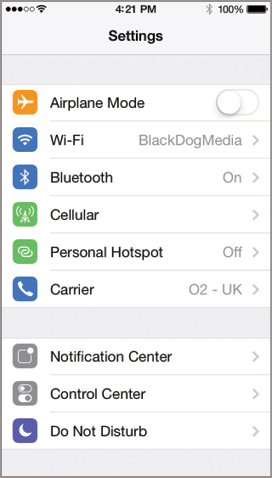 4:21 PM 100%
Settings
Airplane Mode
Wi-Fi BlackDogMedia
Bluetooth On
Cellular
Personal Hotspot Off
Carrier O2 - UK
Notification Center
Control Center
Do Not Disturb